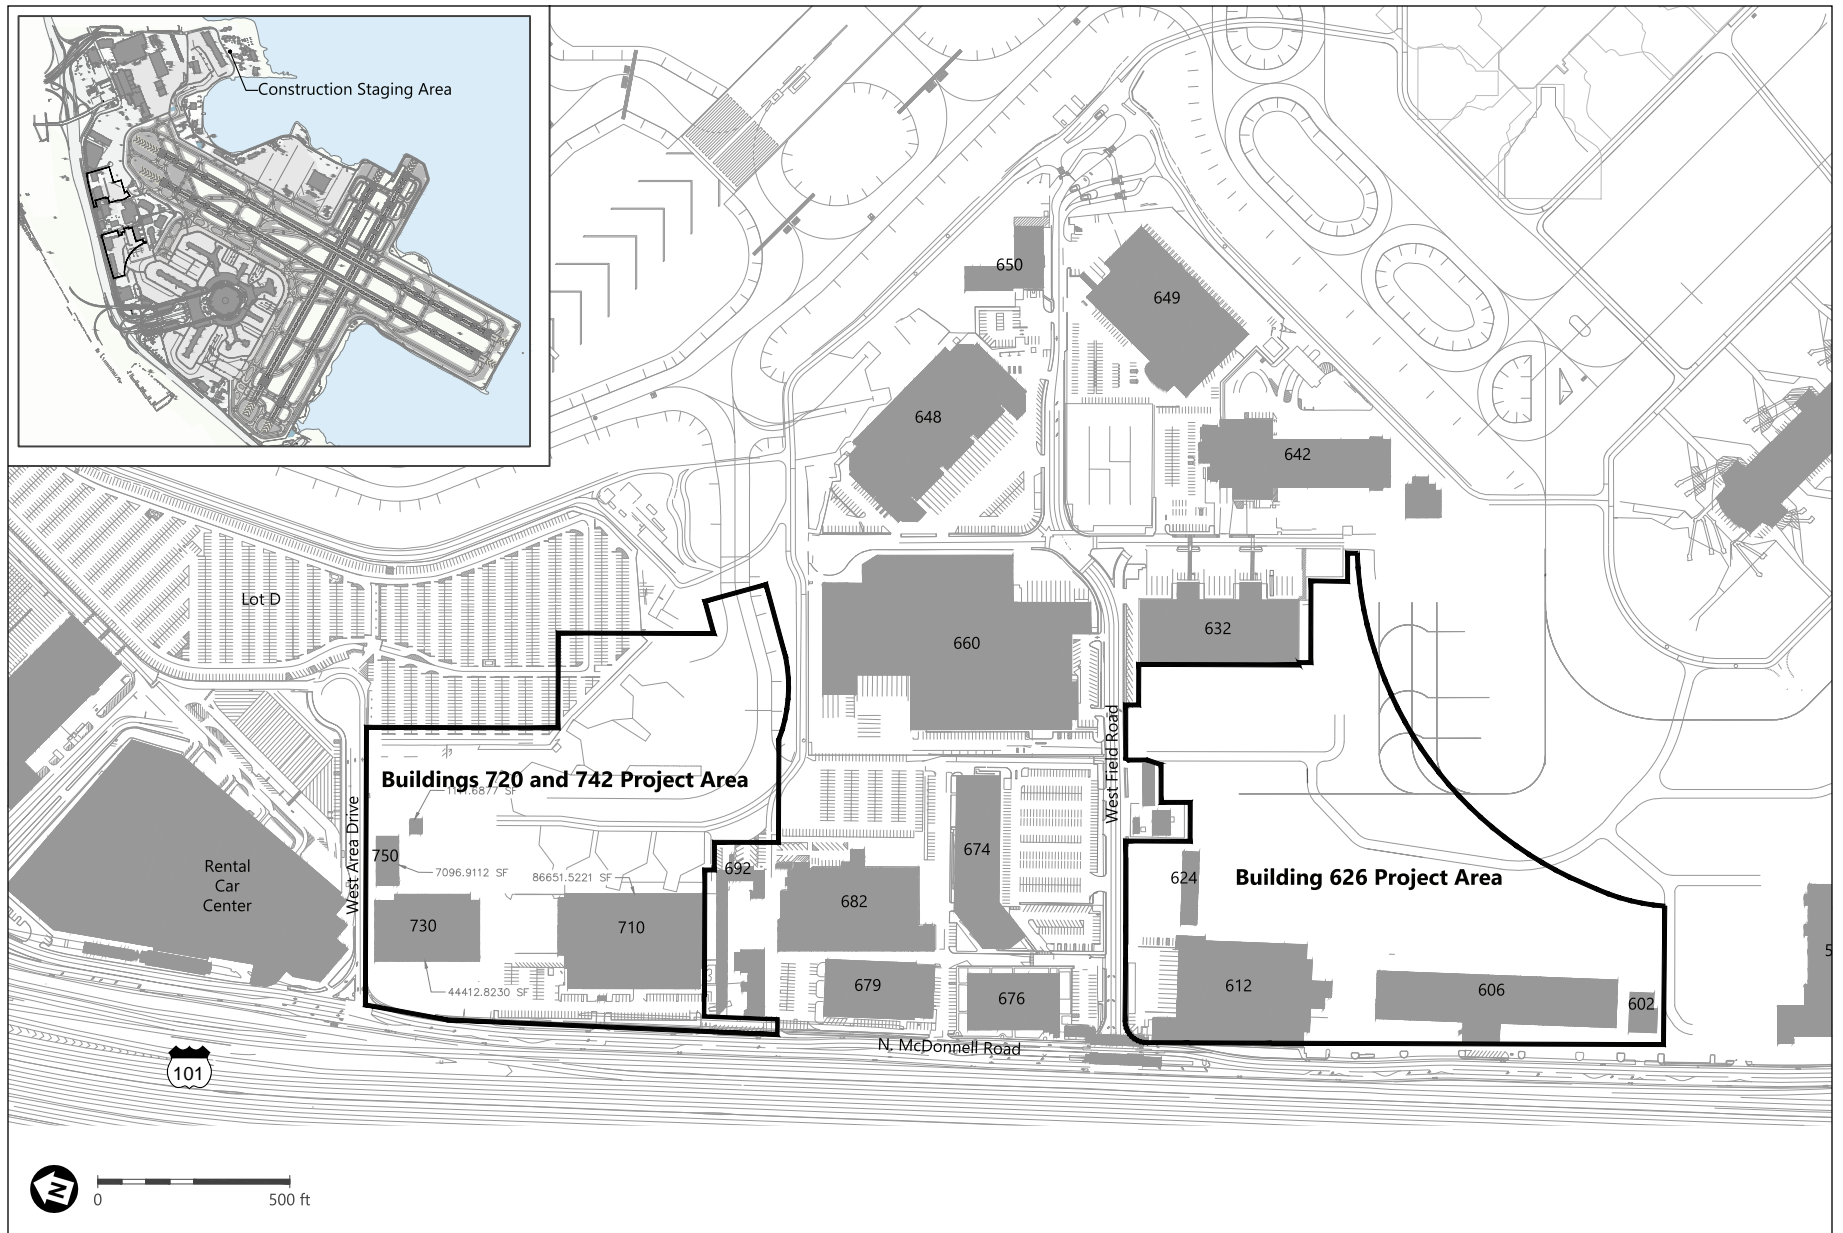 Construction Staging Area
650
649
648
642
Lot D
632
660
West Field Road
Buildings 720 and 742 Project Area
West Area Drive
750
7096.9112 SF
86651.5221 SF
692
674
624
Building 626 Project Area
Rental
Car
Center
730
710
682
44412.8230 SF
679
676
612
606
602
5
N. McDonnell Road
101
N
0
500 ft